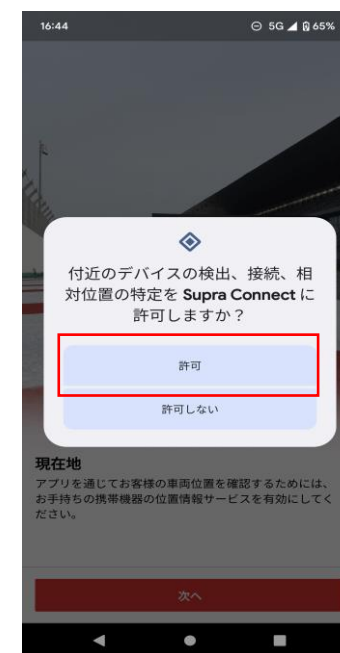 16:44
5G 65%
付近のデバイスの検出、接続、相
対位置の特定を Supra Connect に
許可しますか？
許可
許可しない
現在地
アプリを通じてお客様の車両位置を確認するためには、
お手持ちの携帯機器の位置情報サービスを有効にしてく
ださい。
次へ